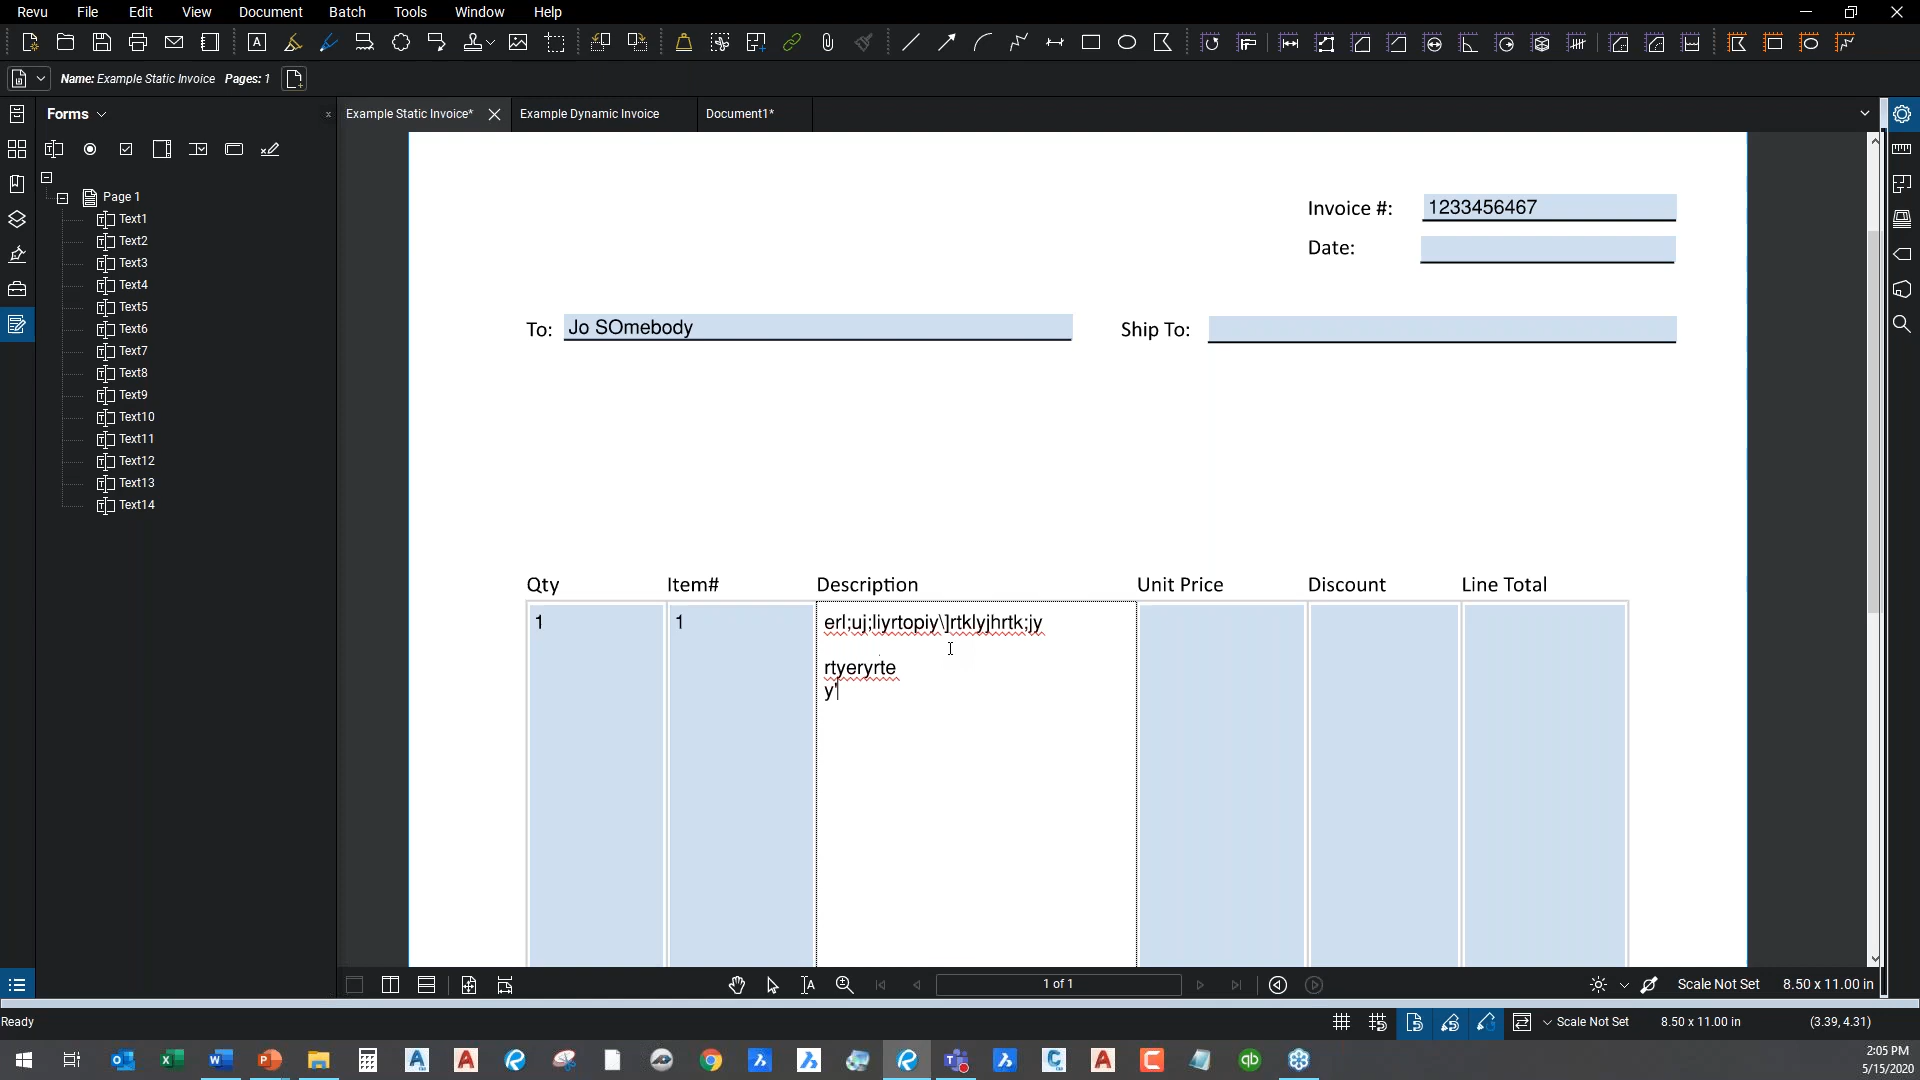 Revu File Edit View Document Batch Tools Window Help
Name: Example Static Invoice Pages: 1
Forms
Example Static Invoice* Example Dynamic Invoice Document1*
Page 1
Text1
Text2
Text3
Text4
Text5
Text6
Text7
Text8
Text9
Text10
Text11
Text12
Text13
Text14
Invoice #: 1233456467
Date:
To: Jo SOmebody Ship To:
Qty Item# Description Unit Price Discount Line Total
1 1 erl;uj;liyrtopiy\]rtklyjhrtk;jy
rtyeryrte
y'
1 of 1 Scale Not Set 8.50 x 11.00 in
Ready Scale Not Set 8.50 x 11.00 in (3.39, 4.31)
2:05 PM
5/15/2020